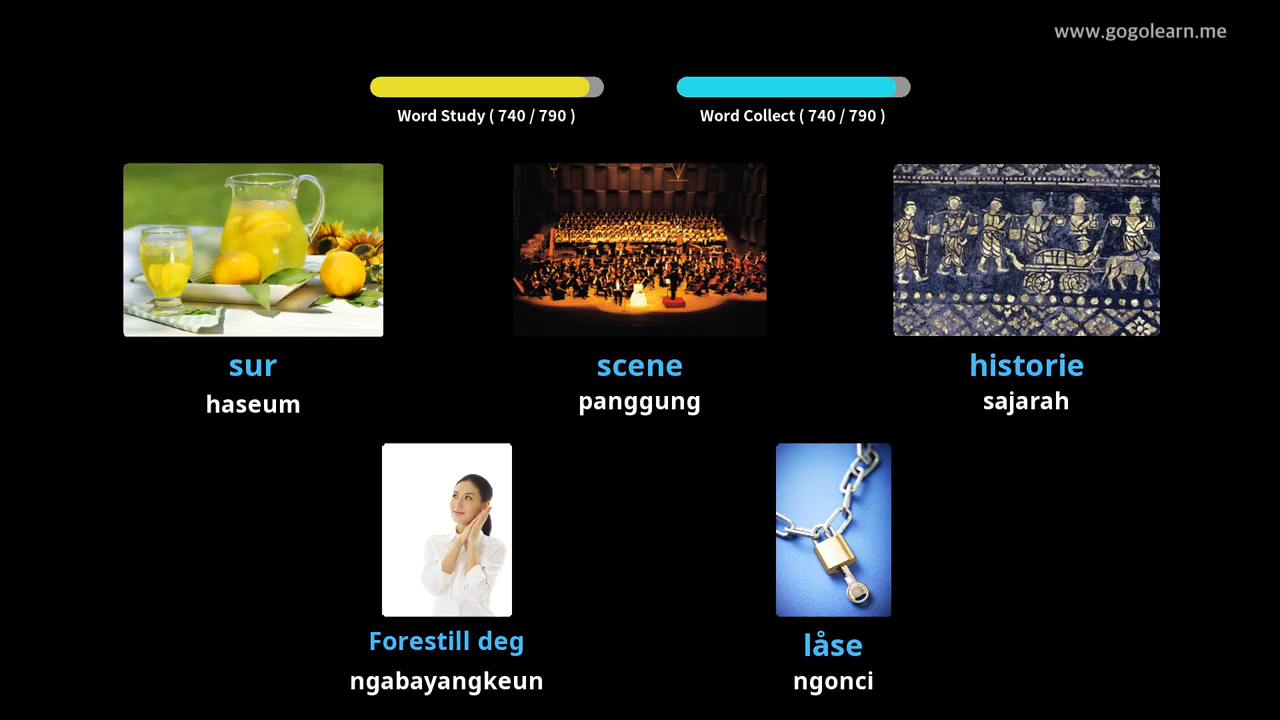 www.gogolearn.me
Word Study ( 740 / 790 )
Word Collect ( 740 / 790 )
sur
haseum
scene
panggung
historie
sajarah
Forestill deg
ngabayangkeun
låse
ngonci